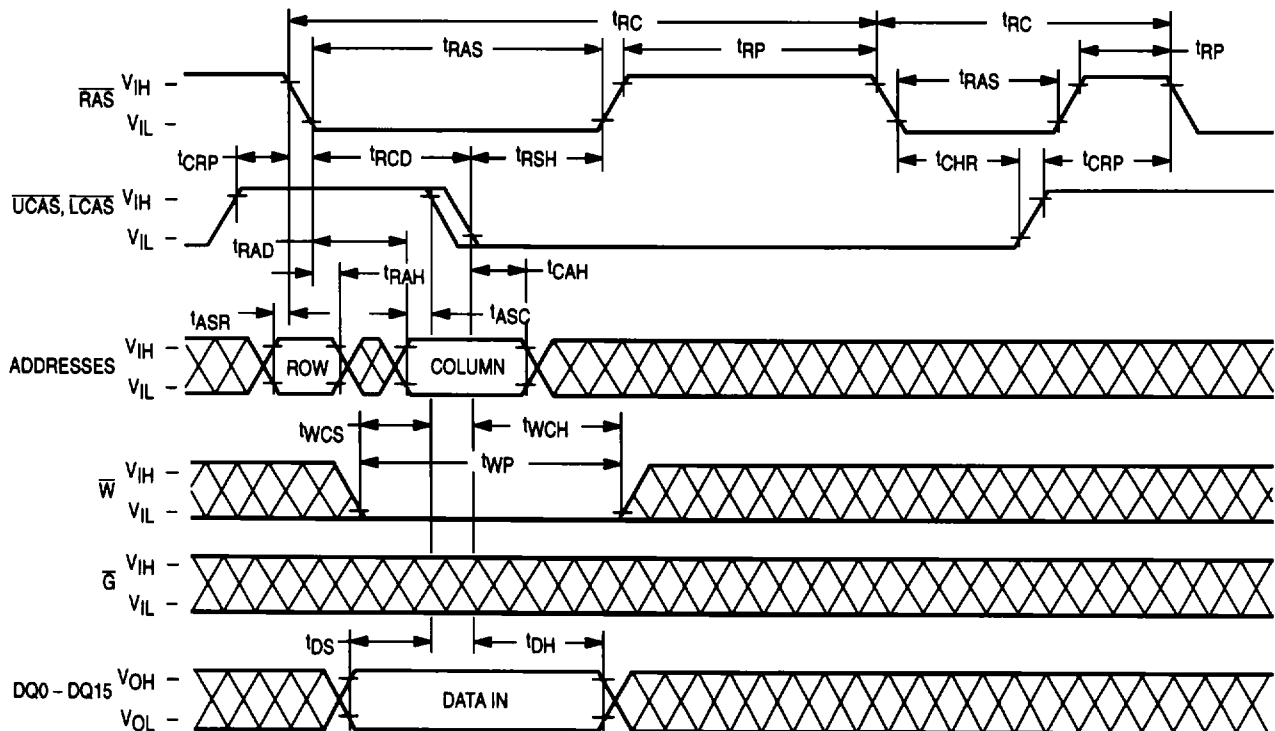 tRC tRC
tRAS tRP tRAS tRP
RAS VIH
VIL
tCRP tRCD tRSH tCHR tCRP
UCAS, LCAS VIH
VIL
tRAD tRAH tCAH
tASR tASC
ADDRESSES VIH
VIL
ROW COLUMN
tWCS tWCH
tWP
W VIH
VIL
G VIH
VIL
tDS tDH
DQ0 – DQ15 VOH
VOL
DATA IN